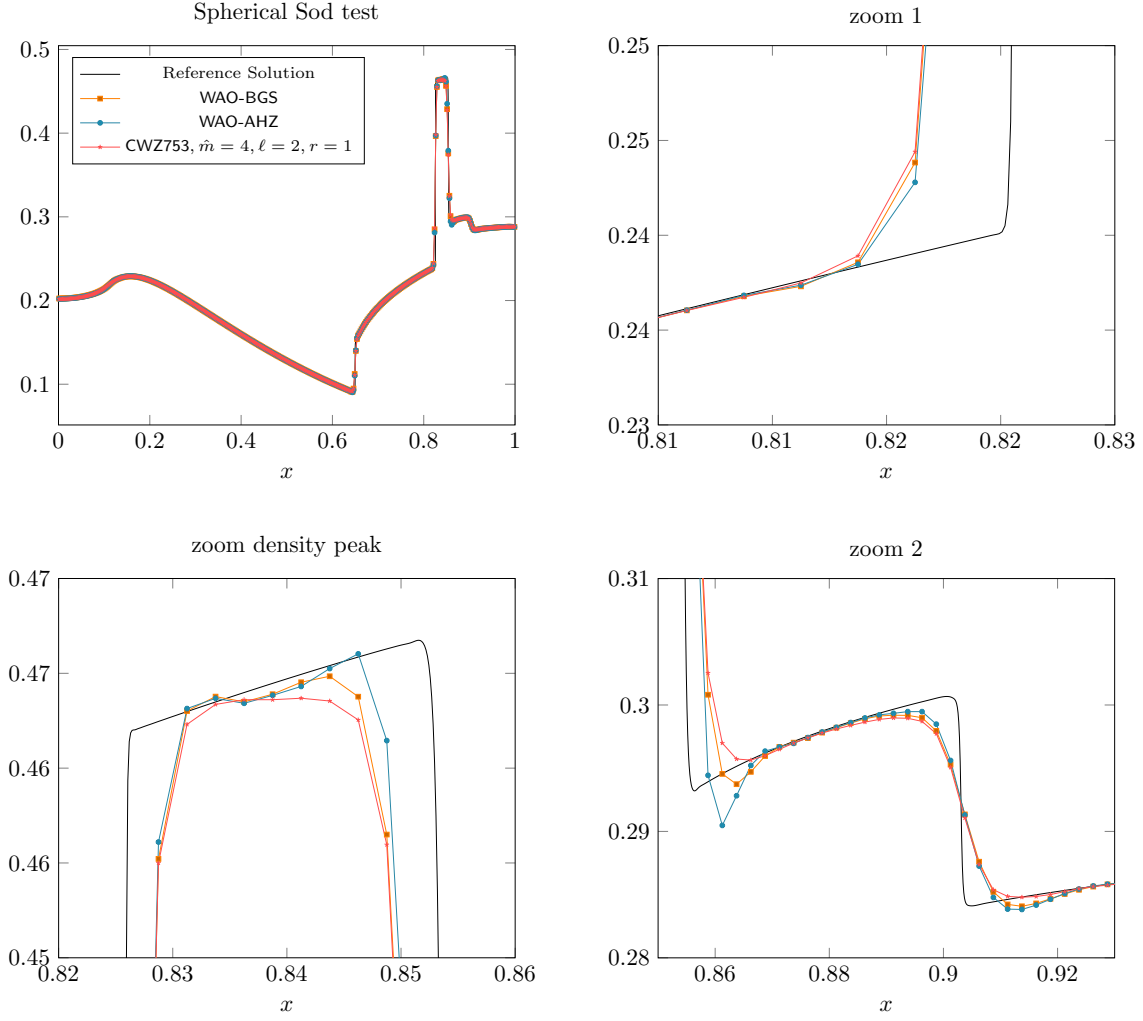 Spherical Sod test
0.5
0.4
0.3
0.2
0.1
Reference Solution
WAO-BGS
WAO-AHZ
CWZ753, m̂ = 4, ℓ = 2, r = 1
0 0.2 0.4 0.6 0.8 1
x
zoom 1
0.25
0.25
0.24
0.24
0.23
0.81 0.81 0.82 0.82 0.83
x
zoom density peak
0.47
0.47
0.46
0.46
0.45
0.82 0.83 0.84 0.85 0.86
x
zoom 2
0.31
0.3
0.29
0.28
0.86 0.88 0.9 0.92
x